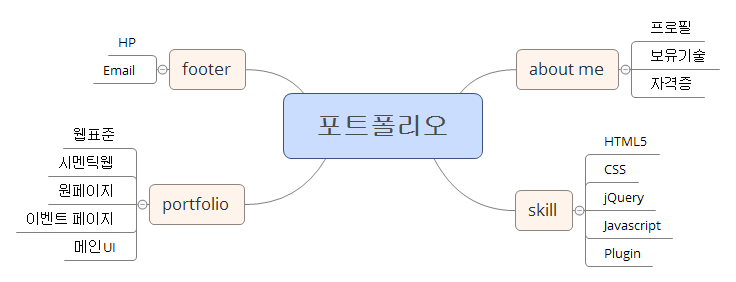 포트폴리오
about me
프로필
보유기술
자격증
skill
HTML5
CSS
jQuery
Javascript
Plugin
footer
HP
Email
portfolio
웹표준
시멘틱웹
원페이지
이벤트 페이지
메인UI